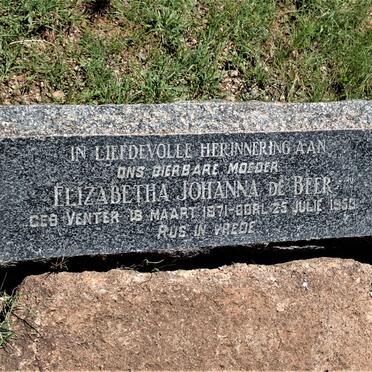 IN LIEFDEVOLLE HERINNERING AAN
ONS DIERBARE MOEDER
ELIZABETHA JOHANNA DE BEER
GEB VENTER 18 MAART 1871-OORL 25 JULIE 1953
RUS IN VREDE